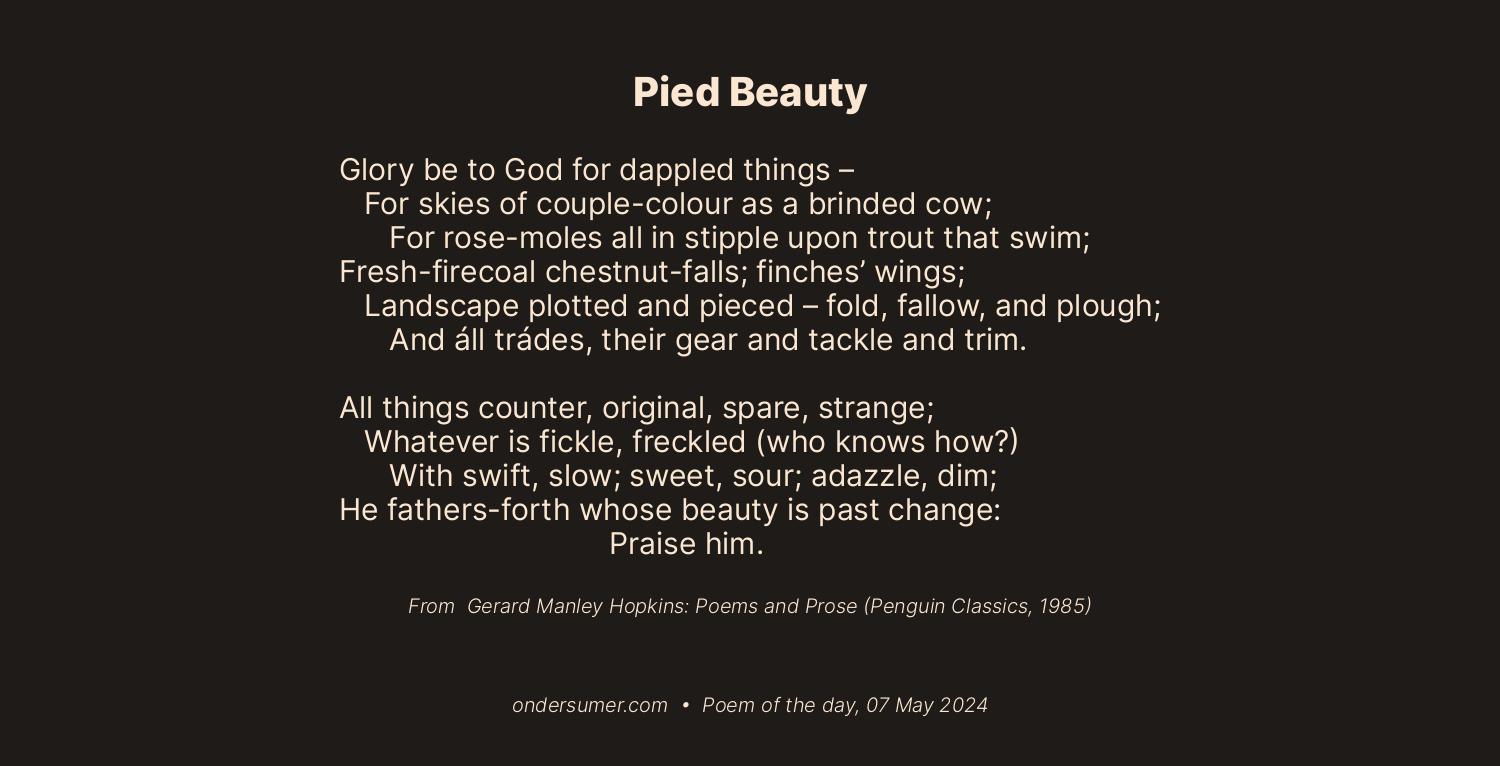 Pied Beauty
Glory be to God for dappled things –
For skies of couple-colour as a brinded cow;
For rose-moles all in stipple upon trout that swim;
Fresh-firecoal chestnut-falls; finches’ wings;
Landscape plotted and pieced – fold, fallow, and plough;
And áll trádes, their gear and tackle and trim.
All things counter, original, spare, strange;
Whatever is fickle, freckled (who knows how?)
With swift, slow; sweet, sour; adazzle, dim;
He fathers-forth whose beauty is past change:
Praise him.
From Gerard Manley Hopkins: Poems and Prose (Penguin Classics, 1985)
ondersumer.com • Poem of the day, 07 May 2024